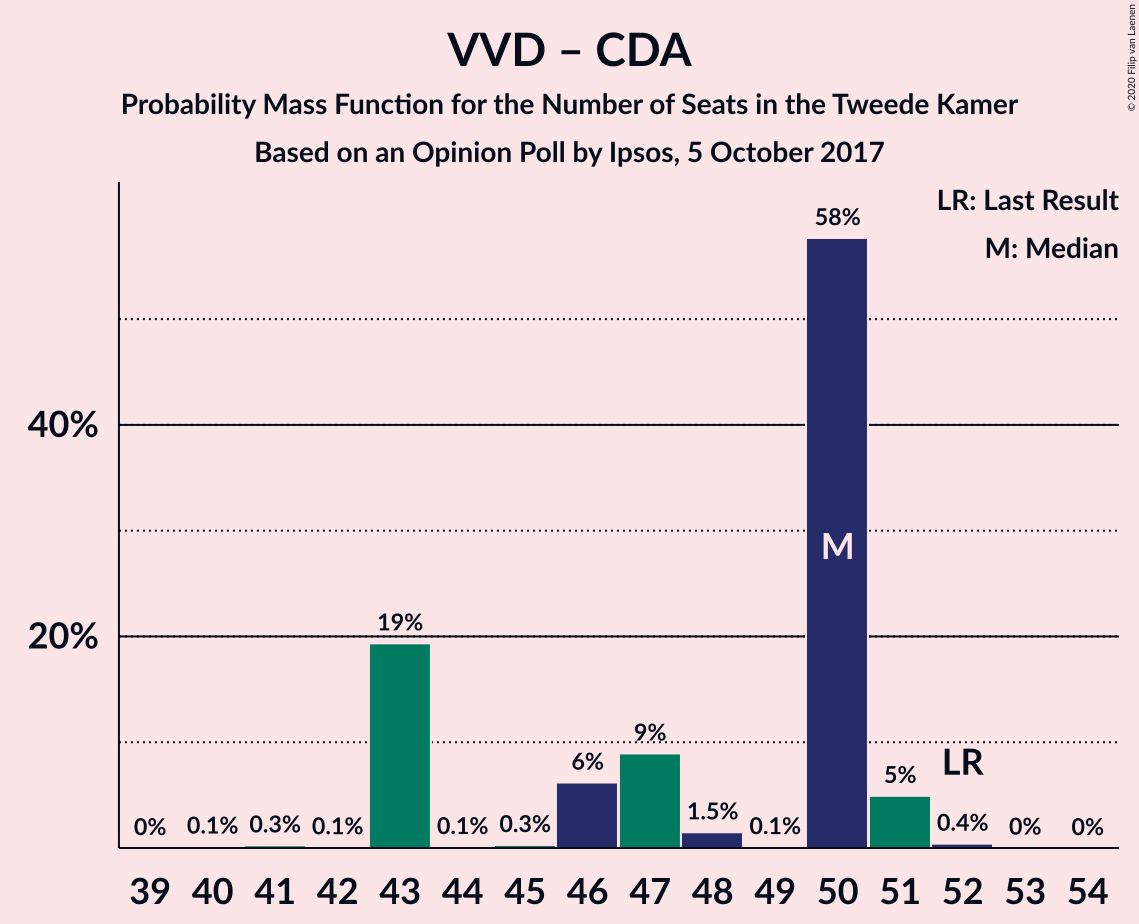 VVD – CDA
Probability Mass Function for the Number of Seats in the Tweede Kamer
Based on an Opinion Poll by Ipsos, 5 October 2017
© 2020 Filip van Laenen
LR: Last Result
M: Median
58%
40%
M
20%
19%
9%
6%
LR
5%
1.5%
0% 0.1% 0.3% 0.1% 0.1% 0.3% 0.1% 0.4% 0% 0%
39 40 41 42 43 44 45 46 47 48 49 50 51 52 53 54